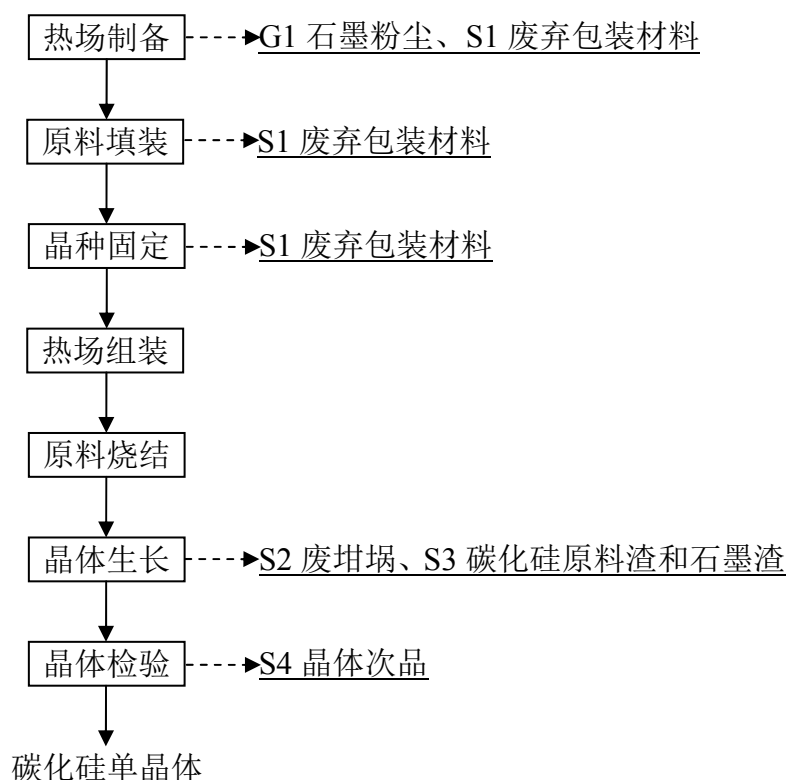 热场制备 G1 石墨粉尘、S1 废弃包装材料
原料填装 S1 废弃包装材料
晶种固定 S1 废弃包装材料
热场组装
原料烧结
晶体生长 S2 废坩埚、S3 碳化硅原料渣和石墨渣
晶体检验 S4 晶体次品
碳化硅单晶体